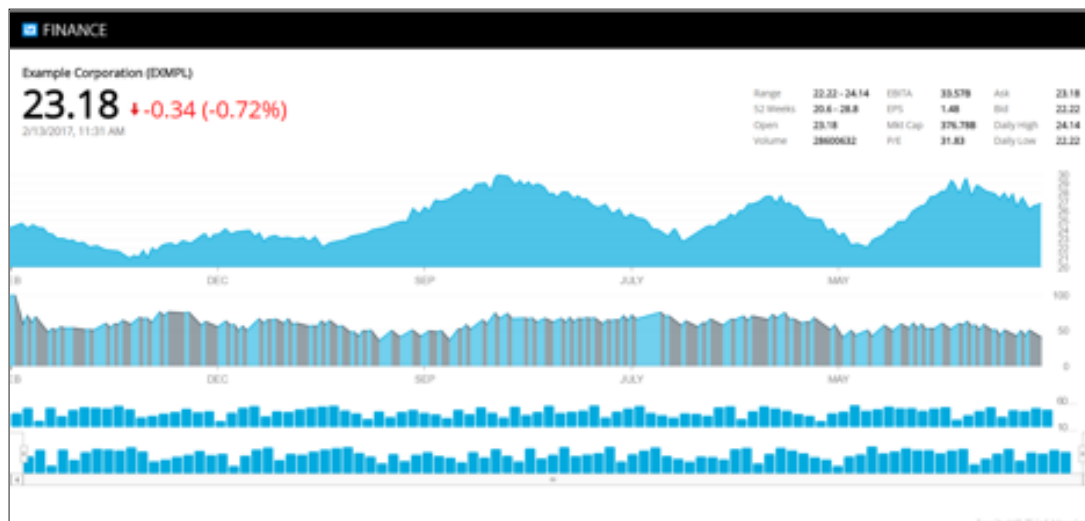 FINANCE
Example Corporation (EXMPL)
23.18 -0.34 (-0.72%)
2/13/2017, 11:31 AM
Range 22.22 - 24.14 EBITA 33.57B Ask 23.18
52 Weeks 20.6 - 28.8 EPS 1.48 Bid 22.22
Open 23.18 Mkt Cap 376.78B Daily High 24.14
Volume 28600632 P/E 31.83 Daily Low 22.22
20
DEC SEP JULY MAY
100
50
0
DEC SEP JULY MAY